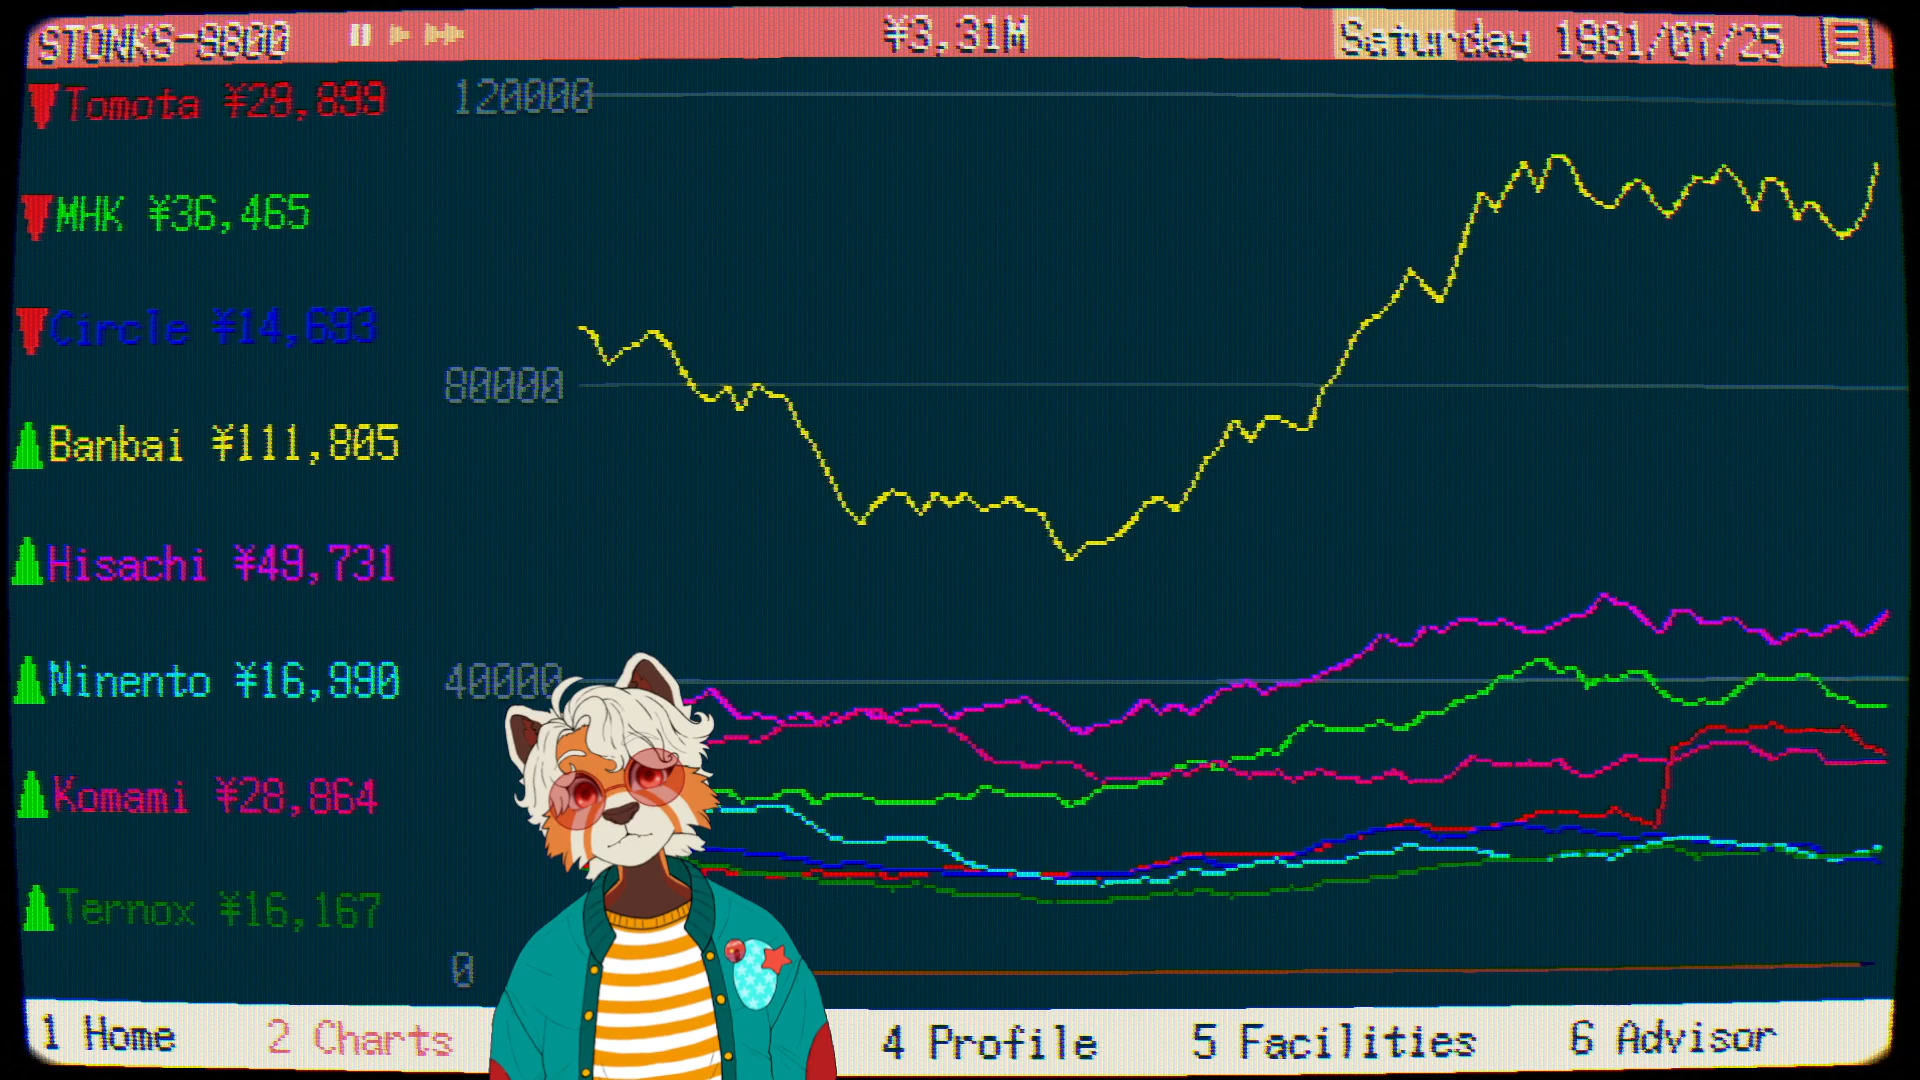 STONKS-9800 ¥3,31M Saturday 1981/07/25
Tomota ¥28,899
120000
MHK ¥36,465
Circle ¥14,693
80000
Banbai ¥111,805
Hisachi ¥49,731
Ninento ¥16,990
40000
Komami ¥28,864
Ternox ¥16,167
0
1 Home 2 Charts 4 Profile 5 Facilities 6 Advisor